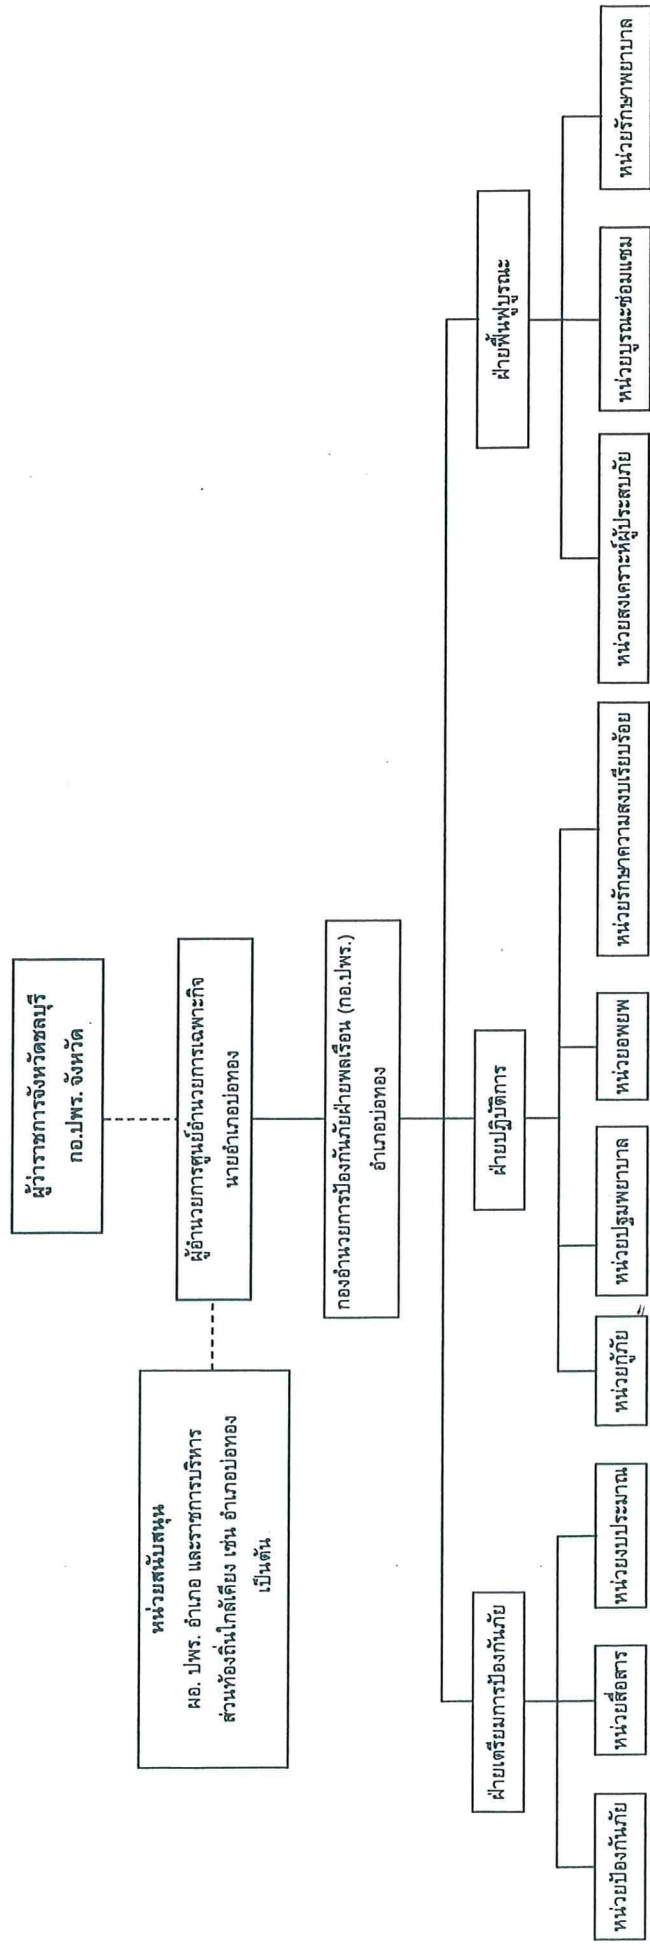 ผู้ว่าราชการจังหวัดชลบุรี
กอ.ปพร. จังหวัด
ผู้อำนวยการศูนย์อำนวยการเฉพาะกิจ
นายอำเภอบ่อทอง
หน่วยสนับสนุน
ผอ. ปพร. อำเภอ และราชการบริหาร
ส่วนท้องถิ่นใกล้เคียง เช่น อำเภอบ่อทอง
เป็นต้น
กองอำนวยการป้องกันภัยฝ่ายพลเรือน (กอ.ปพร.)
อำเภอบ่อทอง
ฝ่ายเตรียมการป้องกันภัย
ฝ่ายปฏิบัติการ
ฝ่ายฟื้นฟูบูรณะ
หน่วยป้องกันภัย
หน่วยสื่อสาร
หน่วยงบประมาณ
หน่วยกู้ภัย
หน่วยปฐมพยาบาล
หน่วยอพยพ
หน่วยรักษาความสงบเรียบร้อย
หน่วยสงเคราะห์ผู้ประสบภัย
หน่วยบูรณะซ่อมแซม
หน่วยรักษาพยาบาล